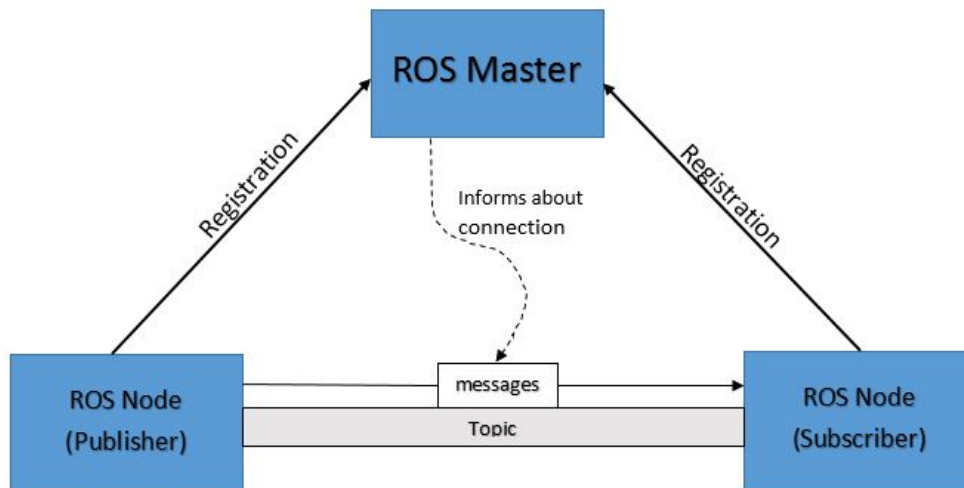 ROS Master
Registration
Registration
Informs about
connection
messages
Topic
ROS Node
(Publisher)
ROS Node
(Subscriber)